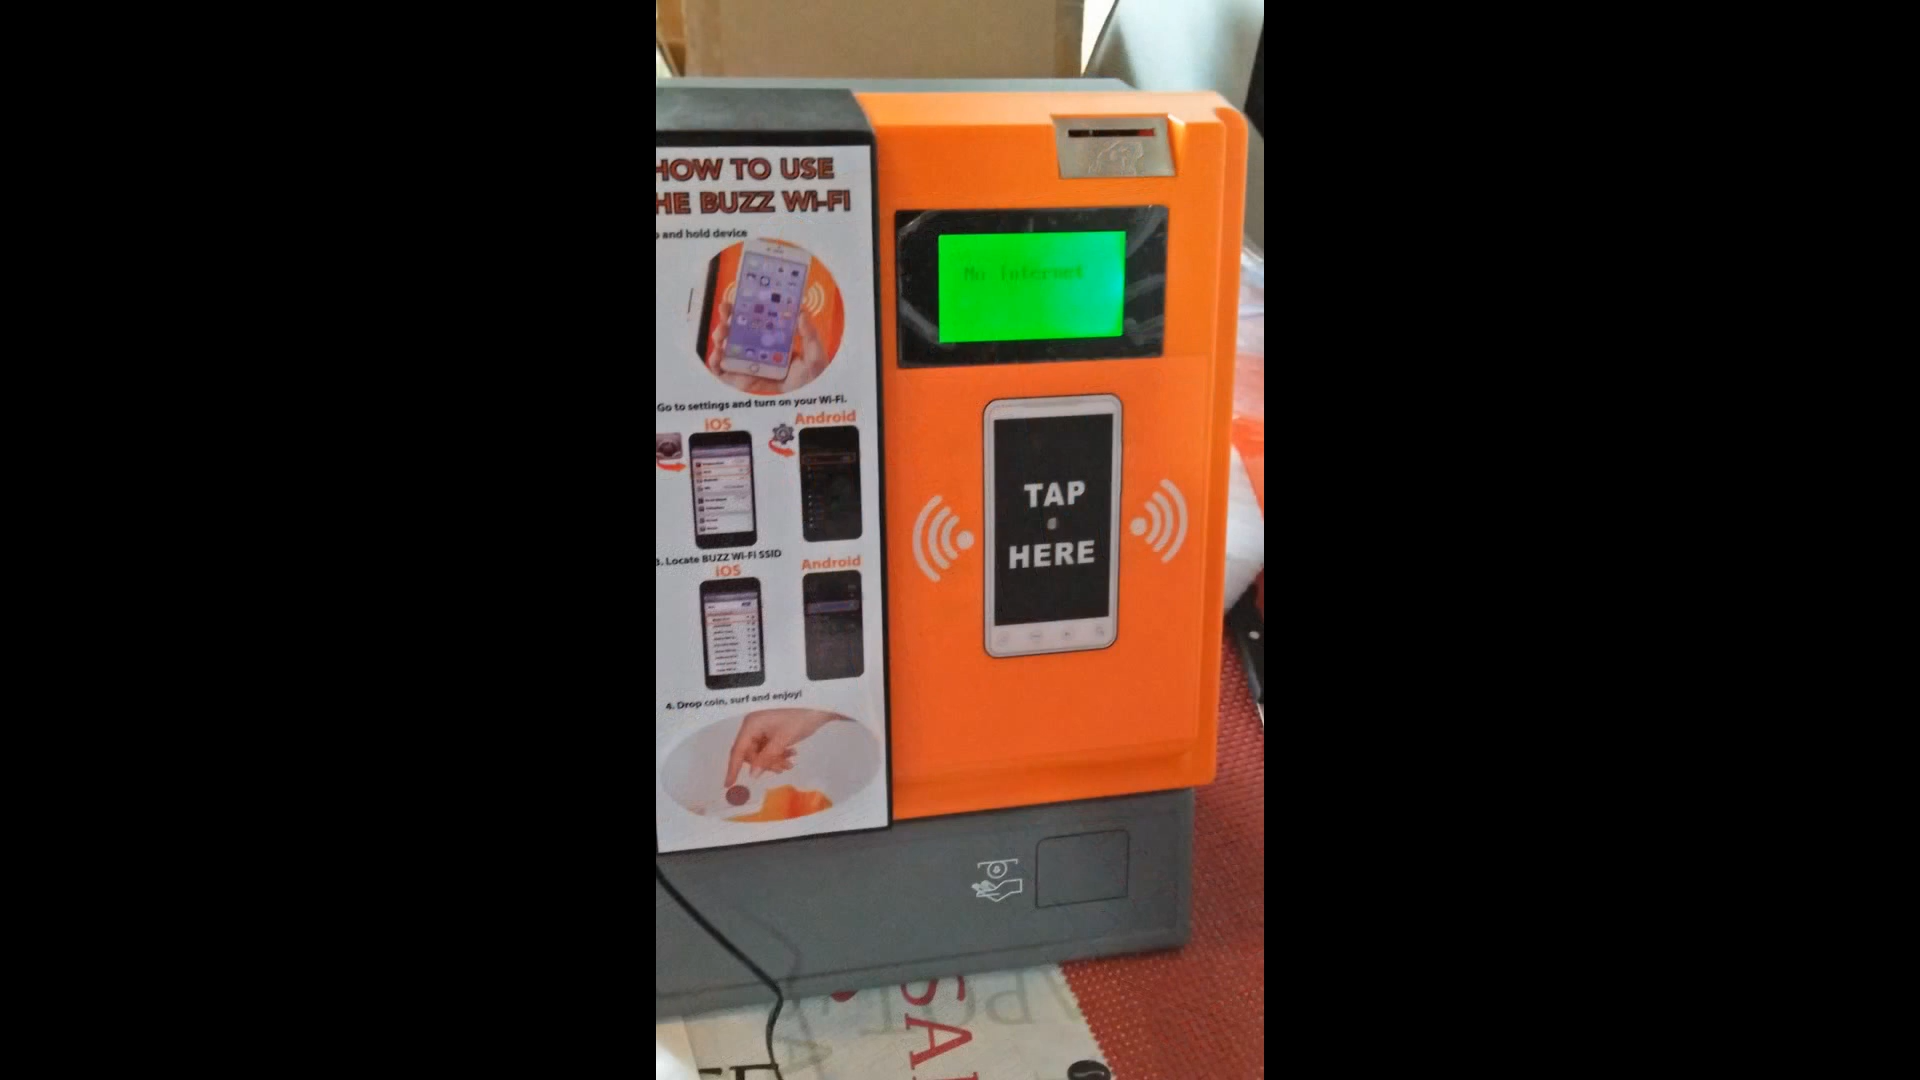 HOW TO USE
HE BUZZ Wi-Fi
and hold device
Go to settings and turn on your Wi-Fi.
iOS
Android
3. Locate BUZZ Wi-Fi SSID
iOS
Android
4. Drop coin, surf and enjoy!
No Internet
TAP
HERE
SA